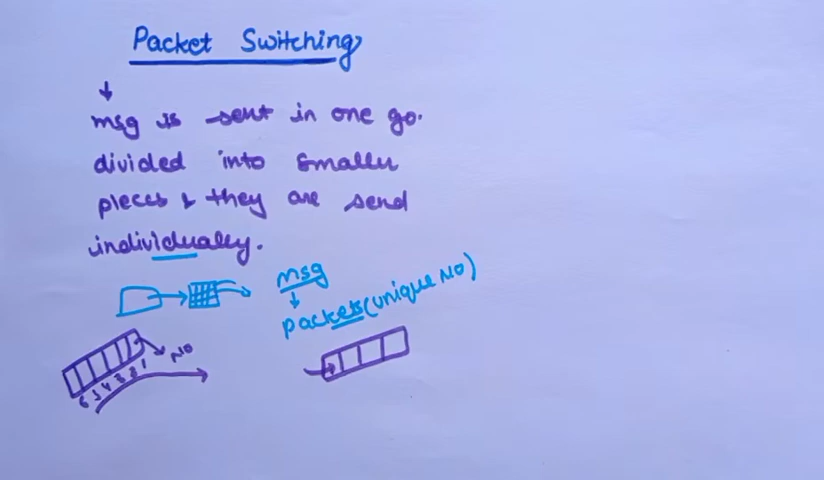 Packet Switching
msg is sent in one go.
divided into smaller
pieces & they are send
individually.
msg
packets (unique No)
No
6 5 4 3 2 1